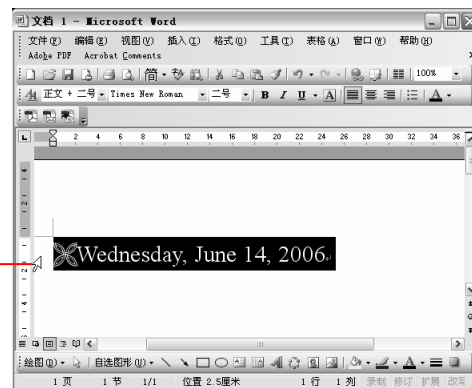 文档 1 - Microsoft Word
文件(F) 编辑(E) 视图(V) 插入(I) 格式(O) 工具(T) 表格(A) 窗口(W) 帮助(H)
Adobe PDF Acrobat Comments
简 100%
正文 + 二号 Times New Roman 二号 B I U A A
L 2 4 6 8 10 12 14 16 18 20 22 24 26 28 30 32 34 36
Wednesday, June 14, 2006
绘图(D) 自选图形(U) A
1 页 1 节 1/1 位置 2.5厘米 1 行 1 列 录制 修订 扩展 改写